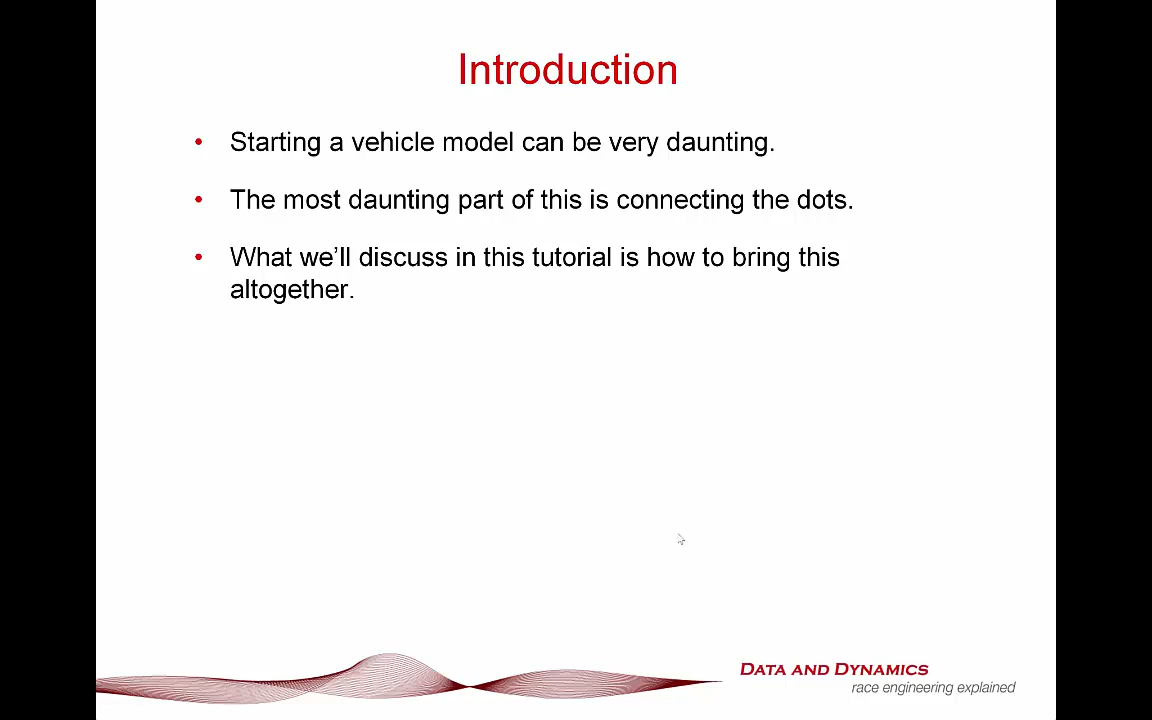 Introduction
• Starting a vehicle model can be very daunting.
• The most daunting part of this is connecting the dots.
• What we'll discuss in this tutorial is how to bring this
altogether.
DATA AND DYNAMICS
race engineering explained